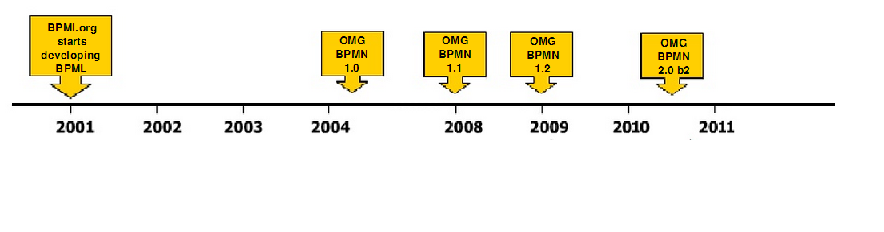 BPMI.org
starts
developing
BPML
OMG
BPMN
1.0
OMG
BPMN
1.1
OMG
BPMN
1.2
OMG
BPMN
2.0 b2
2001 2002 2003 2004 2008 2009 2010 2011